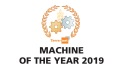 MACHINE
OF THE YEAR 2019